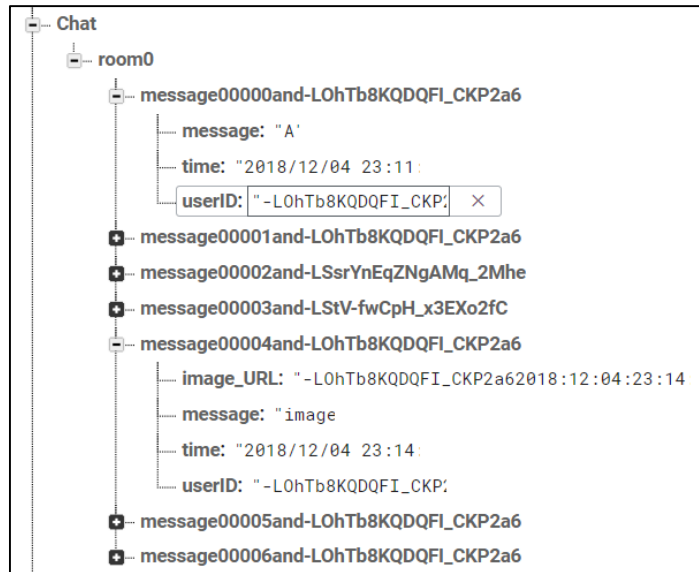 Chat
room0
message00000and-LOhTb8KQDQFI_CKP2a6
message: "A'
time: "2018/12/04 23:11:
userID: "-LOhTb8KQDQFI_CKP2
message00001and-LOhTb8KQDQFI_CKP2a6
message00002and-LSsrYnEqZNgAMq_2Mhe
message00003and-LStV-fwCpH_x3EXo2fC
message00004and-LOhTb8KQDQFI_CKP2a6
image_URL: "-LOhTb8KQDQFI_CKP2a62018:12:04:23:14
message: "image
time: "2018/12/04 23:14:
userID: "-LOhTb8KQDQFI_CKP2
message00005and-LOhTb8KQDQFI_CKP2a6
message00006and-LOhTb8KQDQFI_CKP2a6